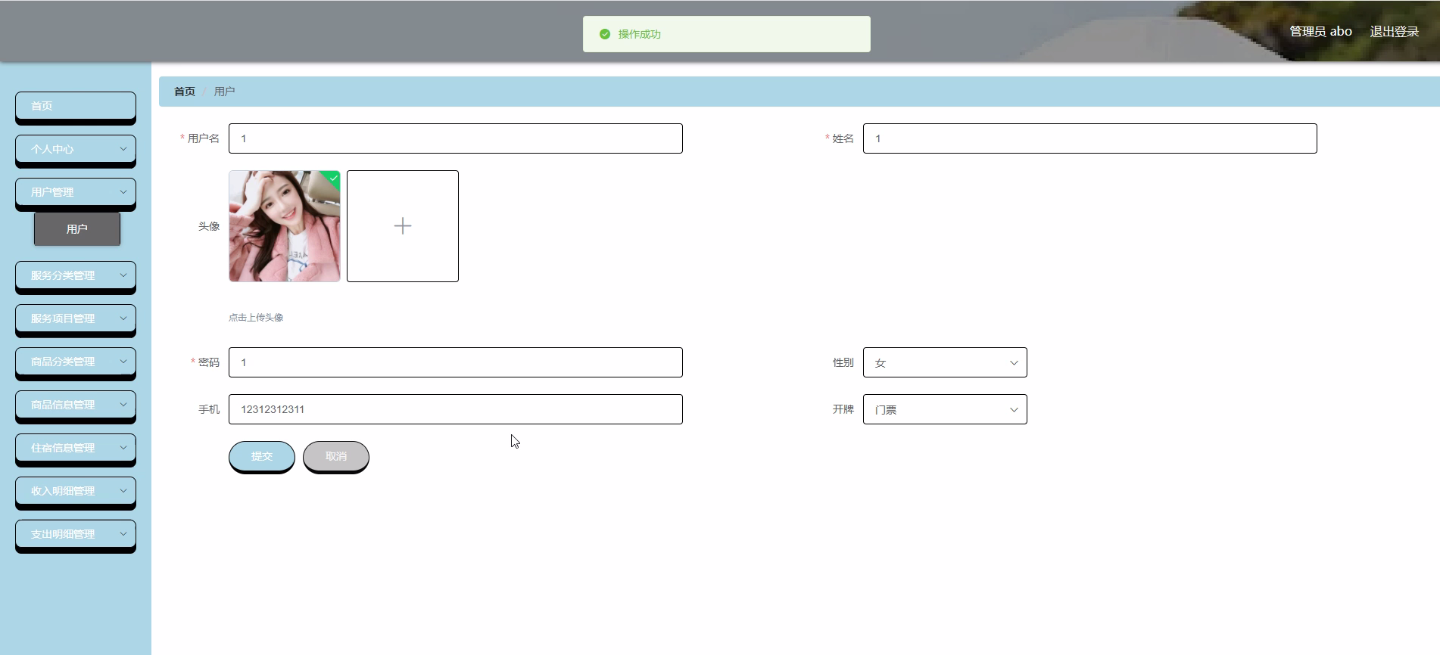 操作成功
管理员 abo
退出登录
首页
个人中心
用户管理
用户
服务分类管理
服务项目管理
商品分类管理
商品信息管理
住宿信息管理
收入明细管理
支出明细管理
首页 / 用户
* 用户名 1
* 姓名 1
头像
点击上传头像
* 密码 1
性别 女
手机 12312312311
开牌 门票
提交
取消